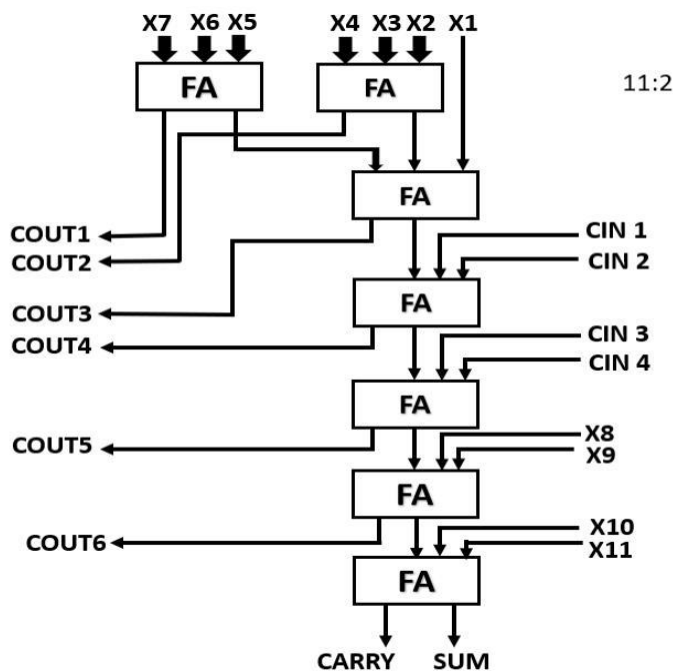 X7 X6 X5 X4 X3 X2 X1
FA FA 11:2
FA
COUT1 CIN 1
COUT2 CIN 2
FA
COUT3
CIN 3
COUT4
CIN 4
FA
X8
COUT5 X9
FA
X10
COUT6 X11
FA
CARRY SUM